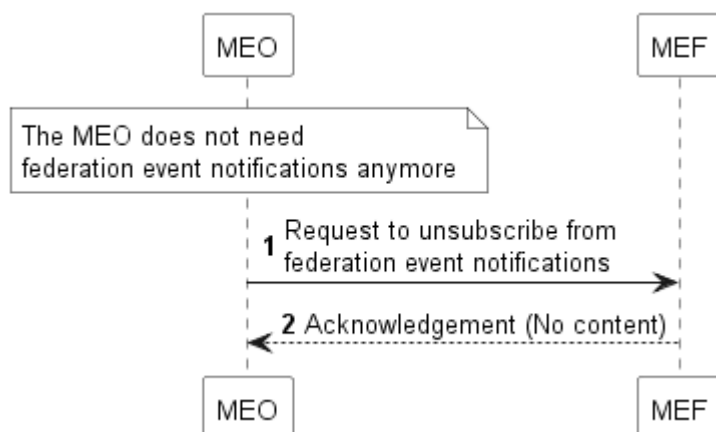 MEO MEF
The MEO does not need
federation event notifications anymore
1 Request to unsubscribe from
federation event notifications
2 Acknowledgement (No content)
MEO MEF